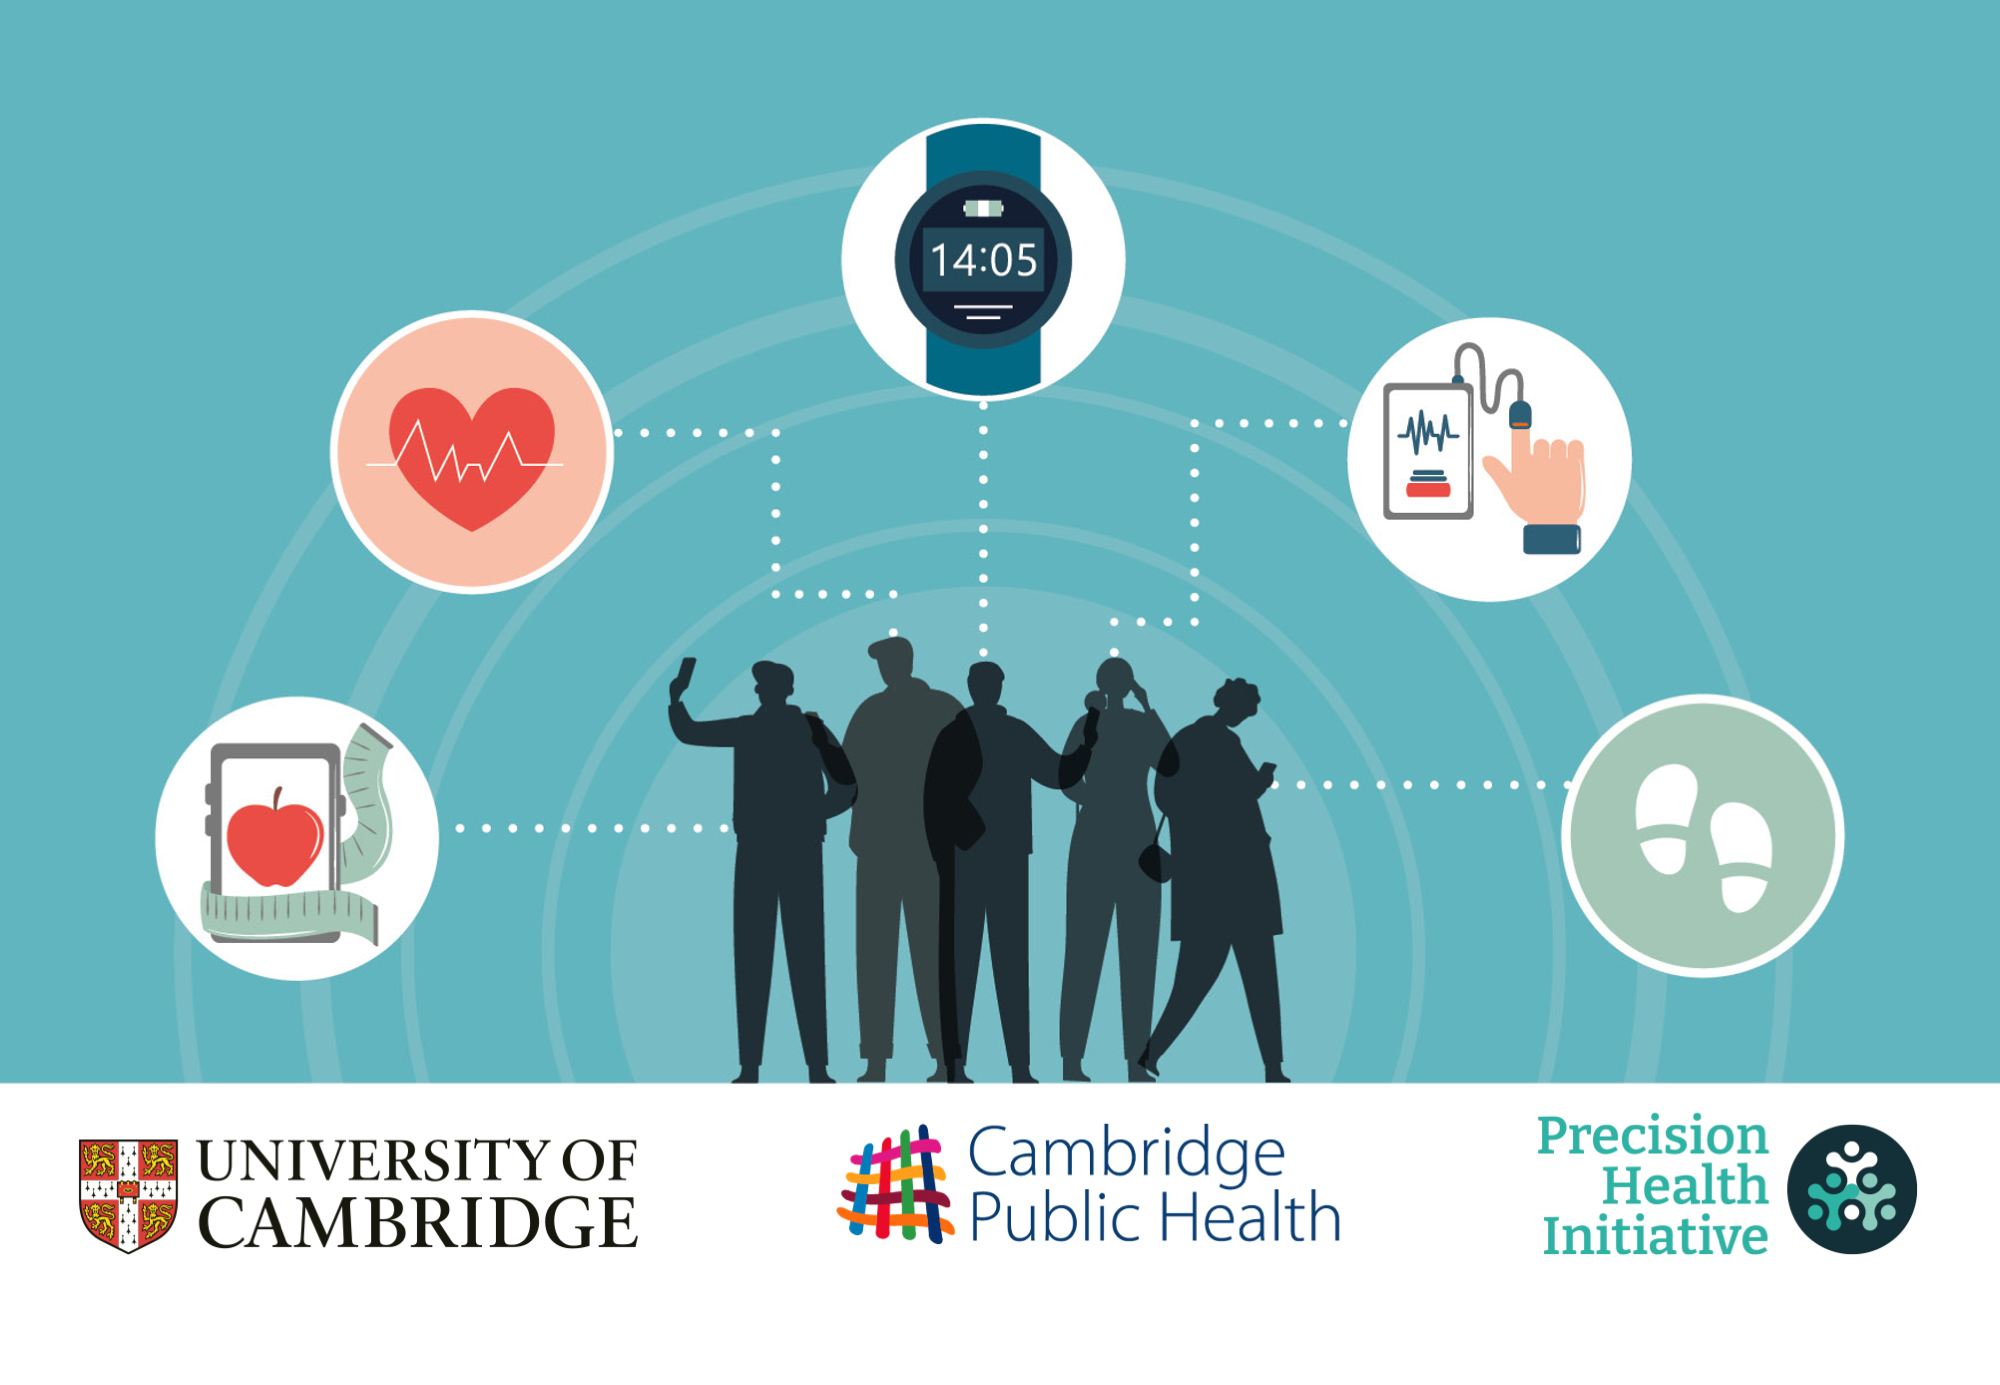 14:05
UNIVERSITY OF
CAMBRIDGE
Cambridge
Public Health
Precision
Health
Initiative